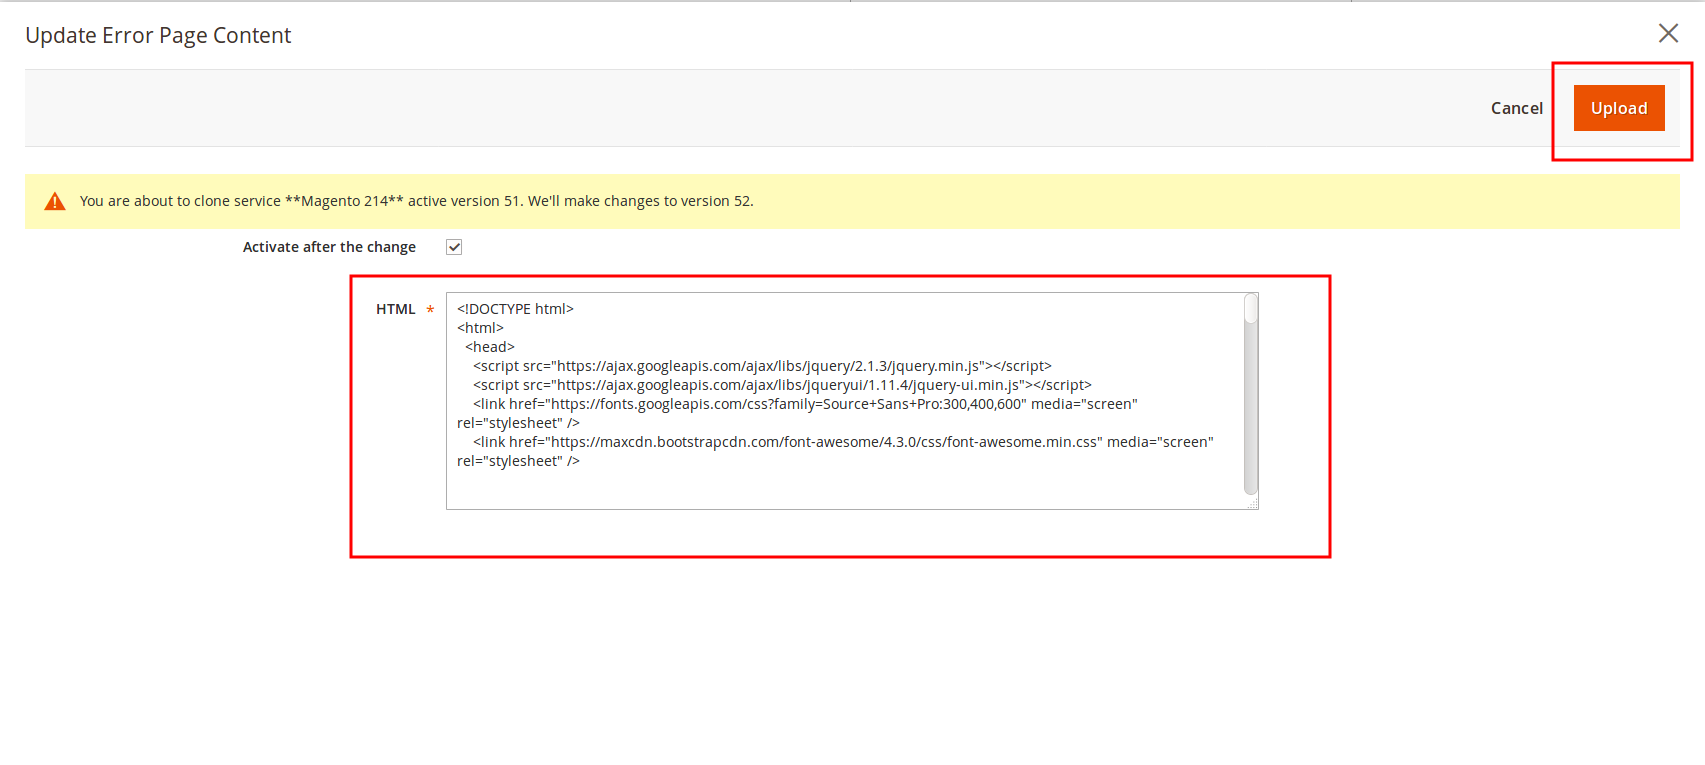 Update Error Page Content
Cancel
Upload
You are about to clone service **Magento 214** active version 51. We'll make changes to version 52.
Activate after the change
HTML *
<!DOCTYPE html>
<html>
  <head>
    <script src="https://ajax.googleapis.com/ajax/libs/jquery/2.1.3/jquery.min.js"></script>
    <script src="https://ajax.googleapis.com/ajax/libs/jqueryui/1.11.4/jquery-ui.min.js"></script>
    <link href="https://fonts.googleapis.com/css?family=Source+Sans+Pro:300,400,600" media="screen"
rel="stylesheet" />
    <link href="https://maxcdn.bootstrapcdn.com/font-awesome/4.3.0/css/font-awesome.min.css" media="screen"
rel="stylesheet" />